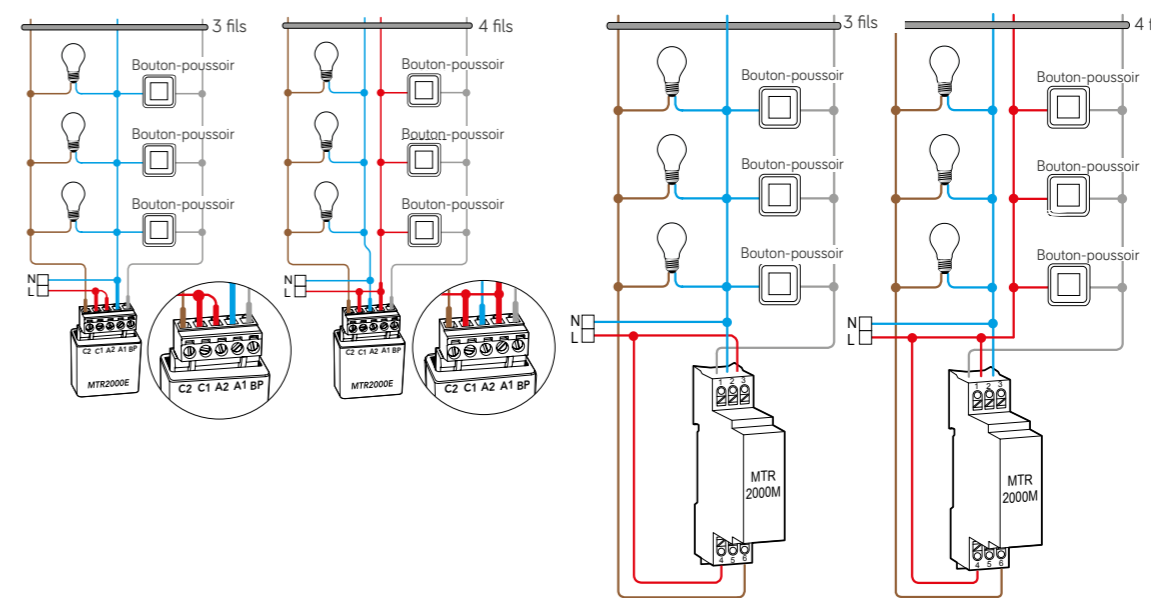 3 fils
Bouton-poussoir
Bouton-poussoir
Bouton-poussoir
N
L
C2 C1 A2 A1 BP
MTR2000E
C2 C1 A2 A1 BP
4 fils
Bouton-poussoir
Bouton-poussoir
Bouton-poussoir
N
L
C2 C1 A2 A1 BP
MTR2000E
C2 C1 A2 A1 BP
3 fils
Bouton-poussoir
Bouton-poussoir
Bouton-poussoir
N
L
1 2 3
MTR
2000M
4 5 6
4 f
Bouton-poussoir
Bouton-poussoir
Bouton-poussoir
N
L
1 2 3
MTR
2000M
4 5 6